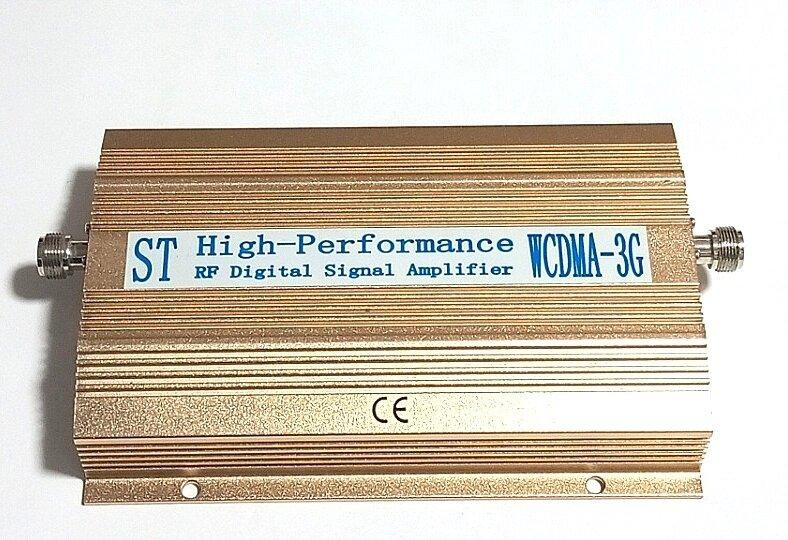 ST High-Performance WCDMA-3G
RF Digital Signal Amplifier
CE